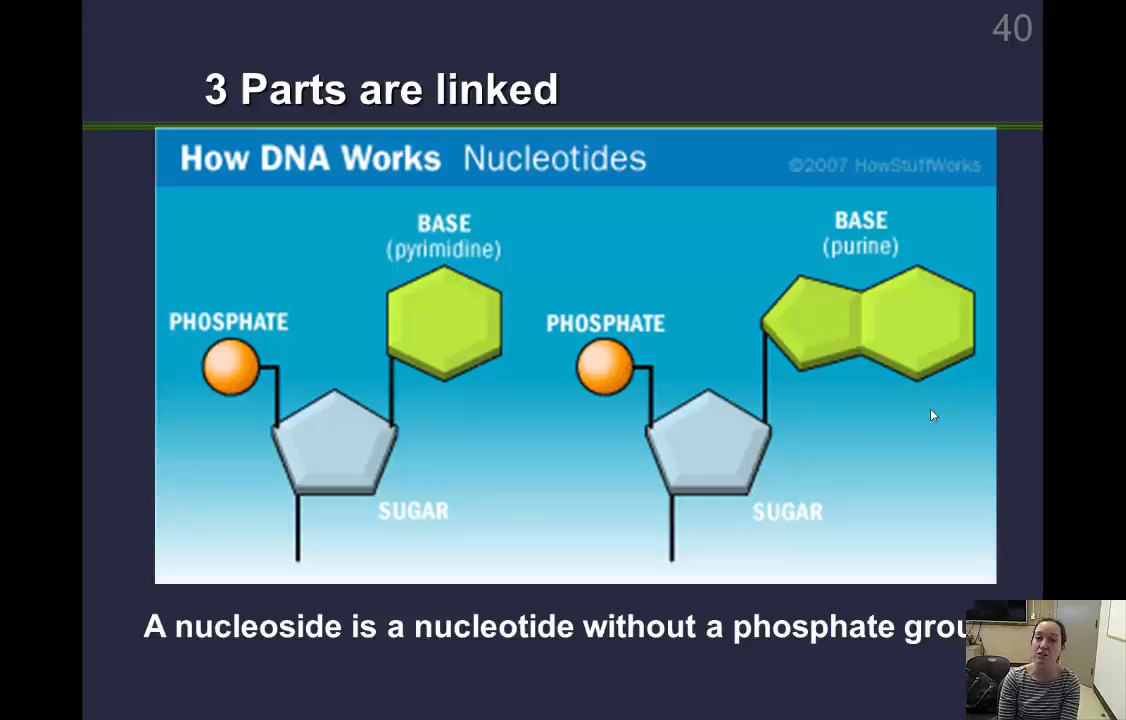 40
3 Parts are linked
How DNA Works Nucleotides ©2007 HowStuffWorks
BASE
(pyrimidine)
BASE
(purine)
PHOSPHATE
PHOSPHATE
SUGAR
SUGAR
A nucleoside is a nucleotide without a phosphate grou